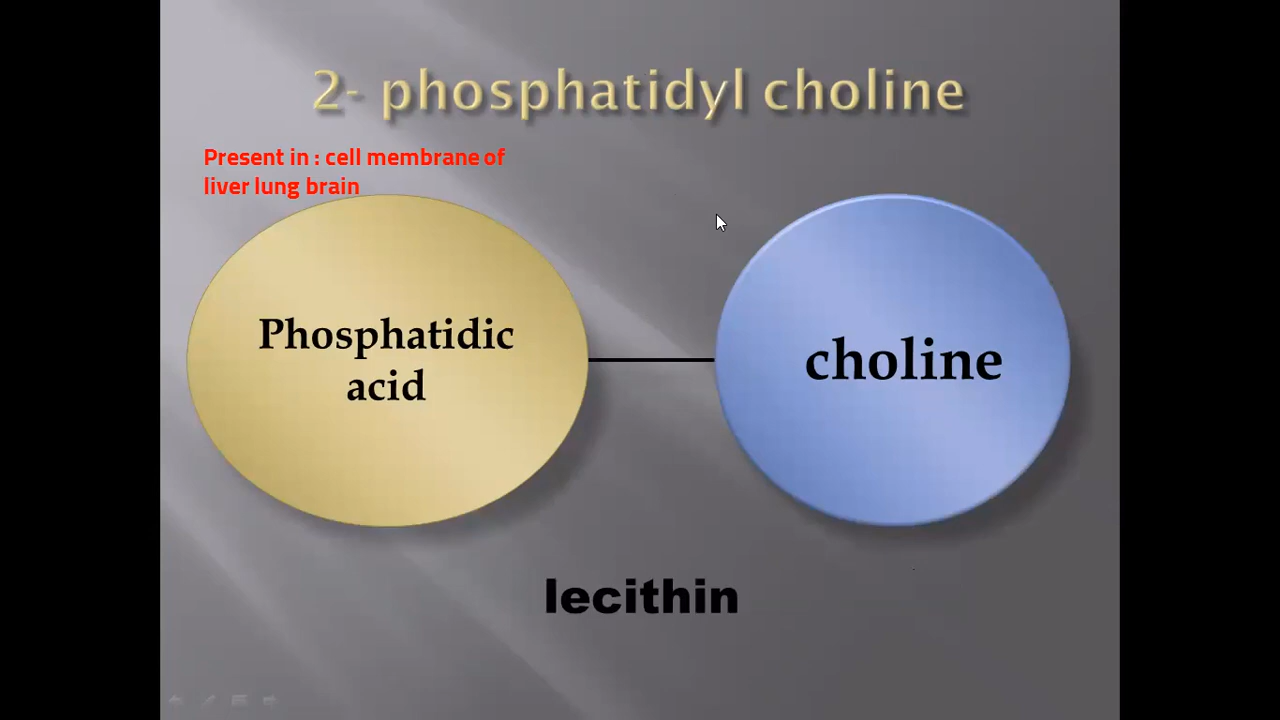 2- phosphatidyl choline
Present in : cell membrane of
liver lung brain
Phosphatidic
acid
choline
lecithin